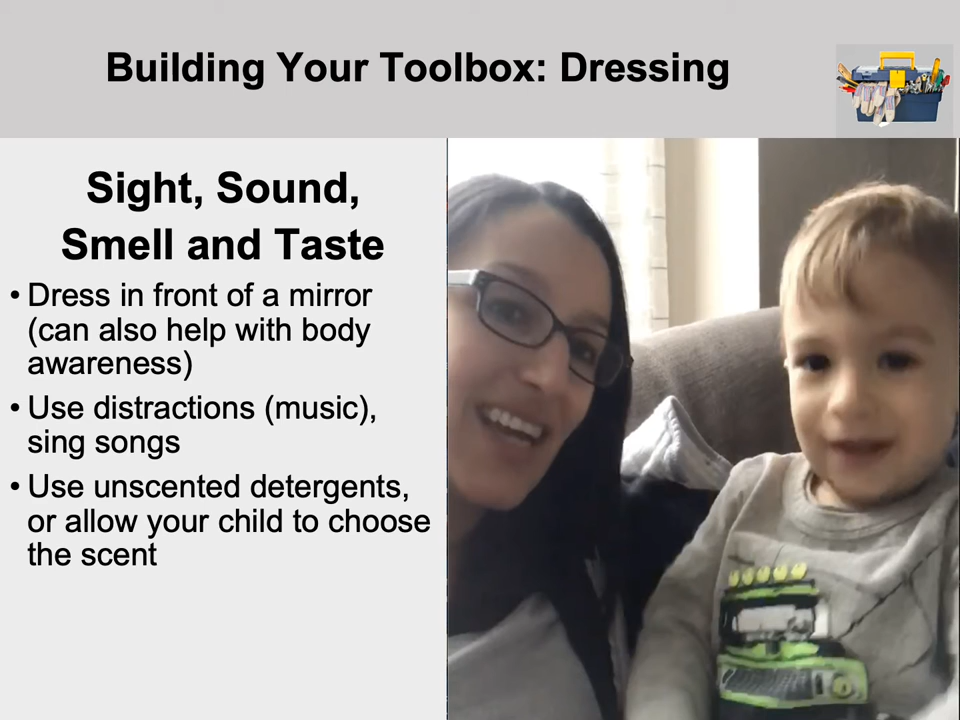 Building Your Toolbox: Dressing
Sight, Sound,
Smell and Taste
• Dress in front of a mirror
(can also help with body
awareness)
• Use distractions (music),
sing songs
• Use unscented detergents,
or allow your child to choose
the scent